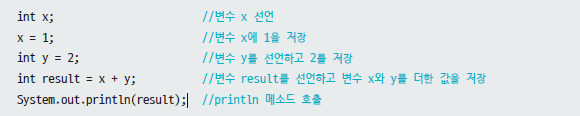 int x; //변수 x 선언
x = 1; //변수 x에 1을 저장
int y = 2; //변수 y를 선언하고 2를 저장
int result = x + y; //변수 result를 선언하고 변수 x와 y를 더한 값을 저장
System.out.println(result); //println 메소드 호출